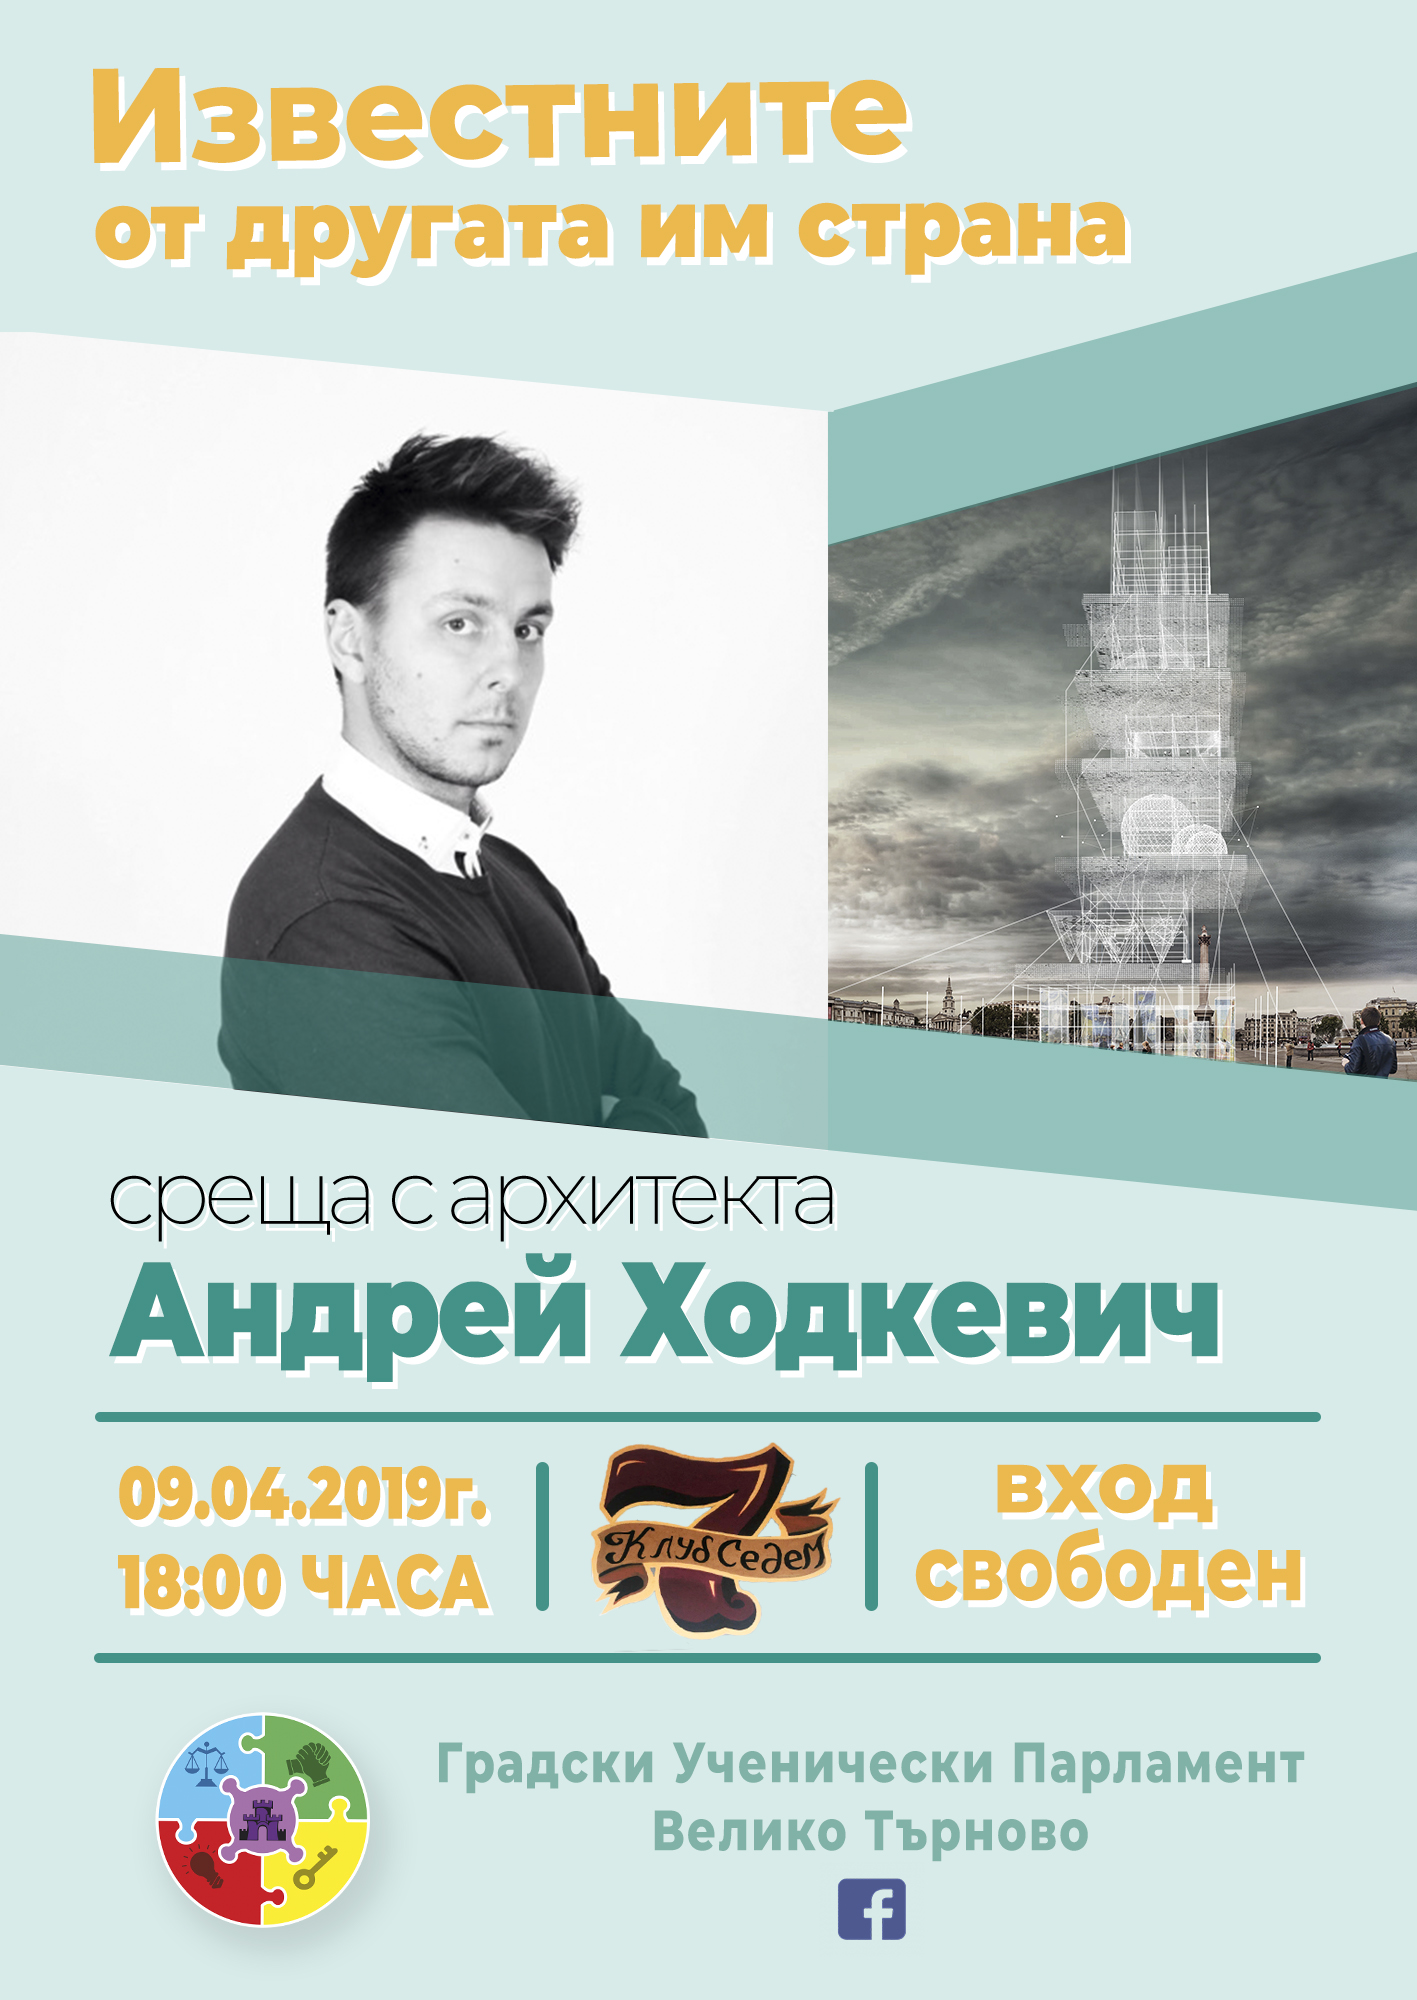 Известните
от другата им страна
среща с архитекта
Андрей Ходкевич
09.04.2019г.
18:00 ЧАСА
7
Клуб Седем
вход
свободен
Градски Ученически Парламент
Велико Търново
f